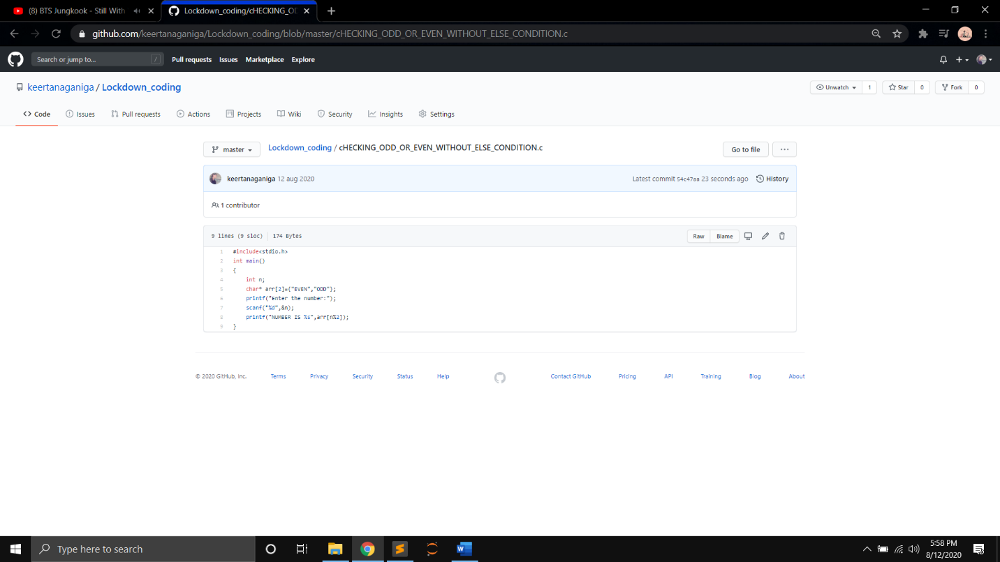 (8) BTS Jungkook - Still With
Lockdown_coding/cHECKING_OD
github.com/keertanaganiga/Lockdown_coding/blob/master/cHECKING_ODD_OR_EVEN_WITHOUT_ELSE_CONDITION.c
Search or jump to... / Pull requests Issues Marketplace Explore
keertanaganiga / Lockdown_coding
Unwatch 1 Star 0 Fork 0
Code Issues Pull requests Actions Projects Wiki Security Insights Settings
master Lockdown_coding / cHECKING_ODD_OR_EVEN_WITHOUT_ELSE_CONDITION.c Go to file ...
keertanaganiga 12 aug 2020 Latest commit 54c47aa 23 seconds ago History
1 contributor
9 lines (9 sloc) 174 Bytes Raw Blame
1 #include<stdio.h>
2 int main()
3 {
4 int n;
5 char* arr[2]={"EVEN","ODD"};
6 printf("Enter the number:");
7 scanf("%d",&n);
8 printf("NUMBER IS %s",arr[n%2]);
9 }
© 2020 GitHub, Inc. Terms Privacy Security Status Help Contact GitHub Pricing API Training Blog About
Type here to search
5:58 PM
8/12/2020